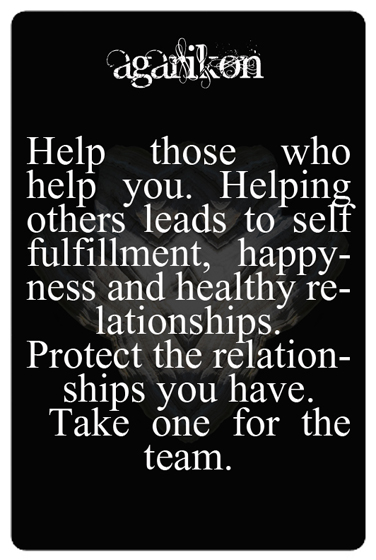 agarikon
Help those who
help you. Helping
others leads to self
fulfillment, happy-
ness and healthy re-
lationships.
Protect the relation-
ships you have.
Take one for the
team.